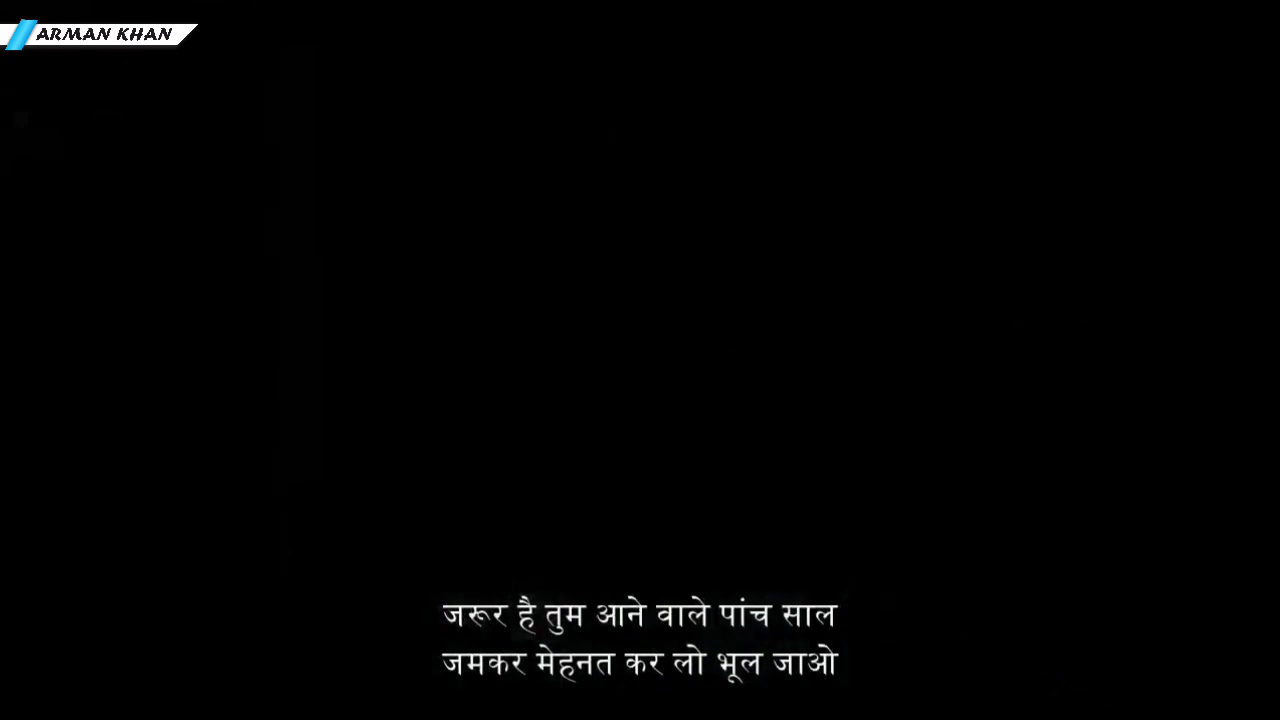 ARMAN KHAN
जरूर है तुम आने वाले पांच साल
जमकर मेहनत कर लो भूल जाओ